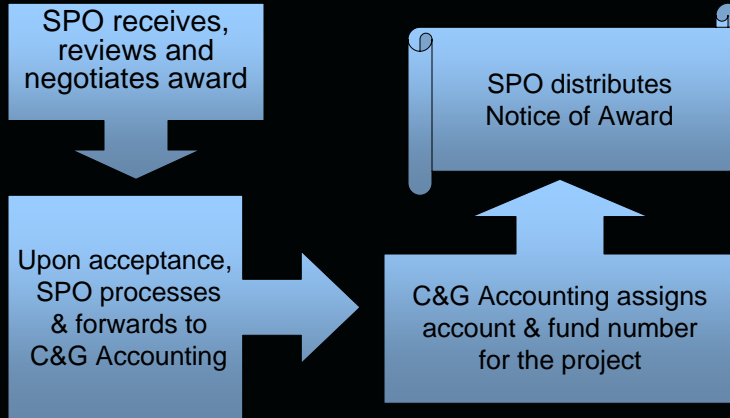 SPO receives,
reviews and
negotiates award
Upon acceptance,
SPO processes
& forwards to
C&G Accounting
C&G Accounting assigns
account & fund number
for the project
SPO distributes
Notice of Award